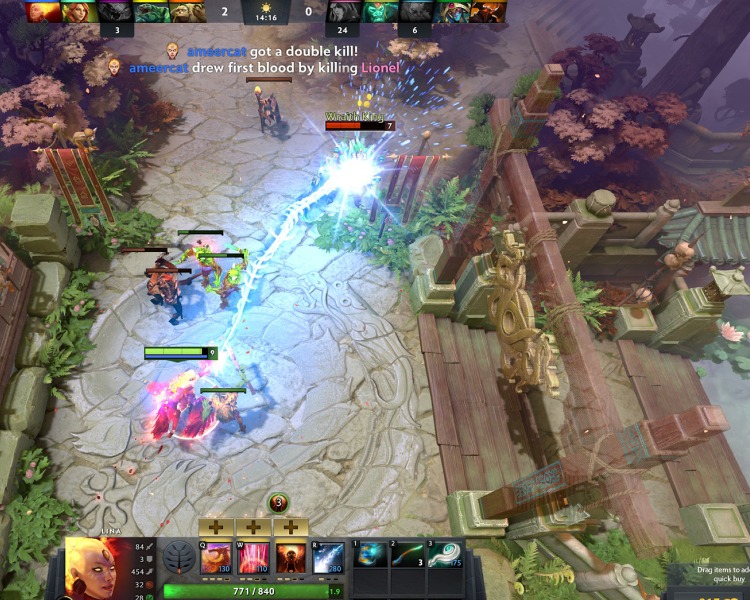 2
14:16
0
3
24
6
ameercat got a double kill!
ameercat drew first blood by killing Lionel
Wraith King
7
9
3
LINA
84
3
454
32
28
Q
130
W
110
R
280
1
2
3
3
175
771 / 840
+1.9
Drag items to add
quick buy.